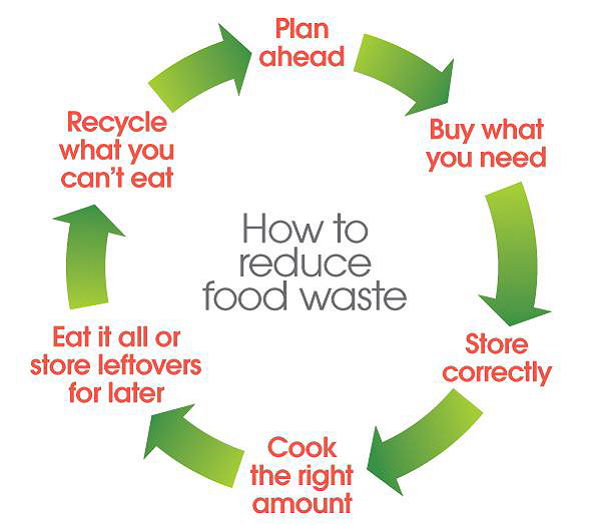 Plan
ahead
Buy what
you need
Store
correctly
Cook
the right
amount
Eat it all or
store leftovers
for later
Recycle
what you
can't eat
How to
reduce
food waste